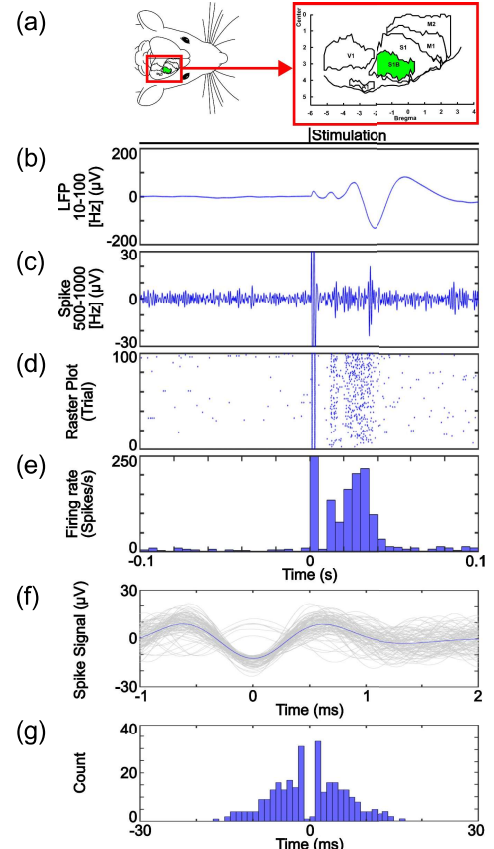 (a)
Center
0
1
2
3
4
5
M2
M1
S1
V1
S1B
-6 -5 -4 -3 -2 -1 0 1 2 3 4
Bregma
Stimulation
(b)
LFP
10-100
[Hz] (µV)
200
0
-200
(c)
Spike
500-1000
[Hz] (µV)
30
0
-30
(d)
Raster Plot
(Trial)
100
0
(e)
Firing rate
(Spikes/s)
250
0
-0.1 0 0.1
Time (s)
(f)
Spike Signal (µV)
30
0
-30
-1 0 1 2
Time (ms)
(g)
Count
40
20
0
-30 0 30
Time (ms)